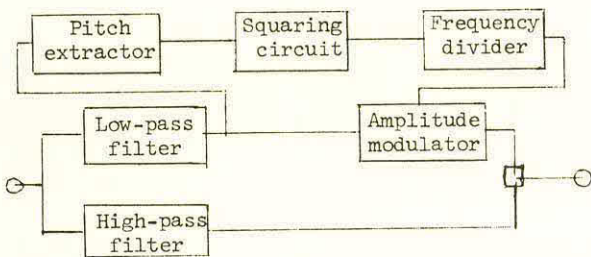 Pitch
extractor
Squaring
circuit
Frequency
divider
Low-pass
filter
Amplitude
modulator
High-pass
filter